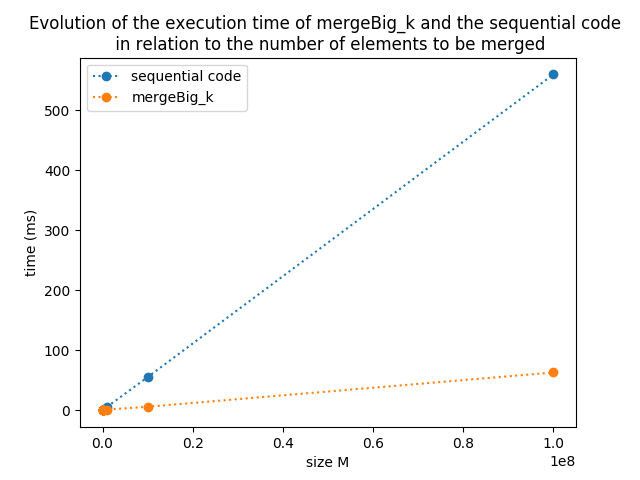 Evolution of the execution time of mergeBig_k and the sequential code
in relation to the number of elements to be merged
sequential code
mergeBig_k
500
400
300
200
100
0
time (ms)
0.0 0.2 0.4 0.6 0.8 1.0
1e8
size M